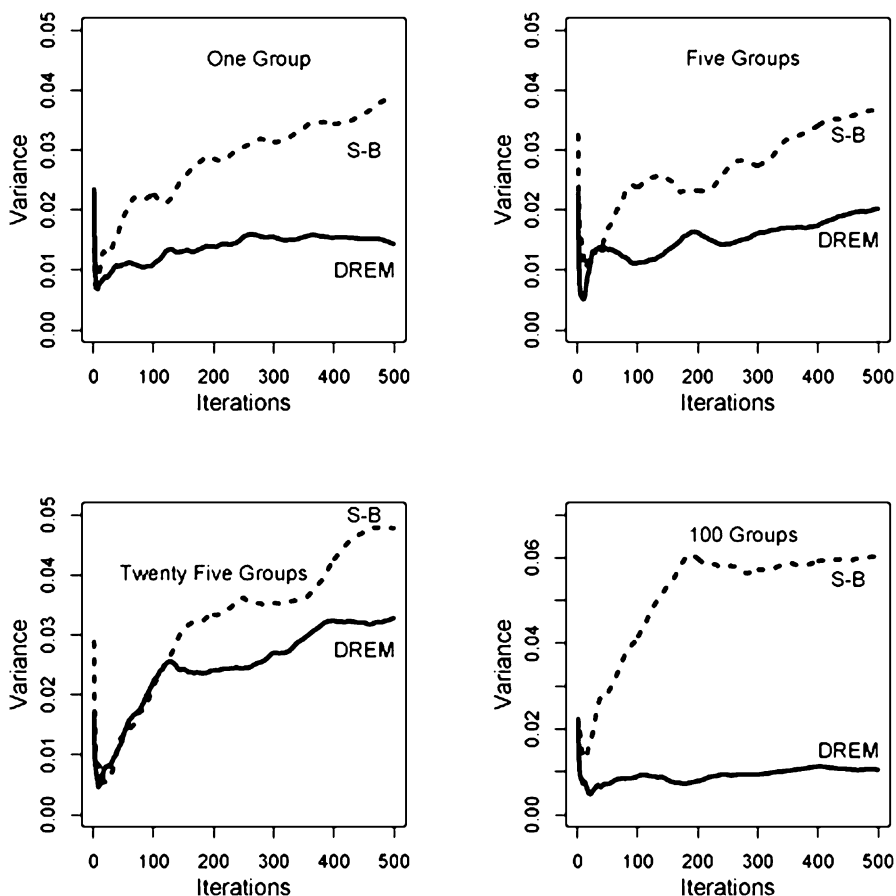 One Group
S-B
DREM
Variance
0.00 0.01 0.02 0.03 0.04 0.05
0 100 200 300 400 500
Iterations
Five Groups
S-B
DREM
Variance
0.00 0.01 0.02 0.03 0.04 0.05
0 100 200 300 400 500
Iterations
S-B
Twenty Five Groups
DREM
Variance
0.00 0.01 0.02 0.03 0.04 0.05
0 100 200 300 400 500
Iterations
100 Groups
S-B
DREM
Variance
0.00 0.02 0.04 0.06
0 100 200 300 400 500
Iterations